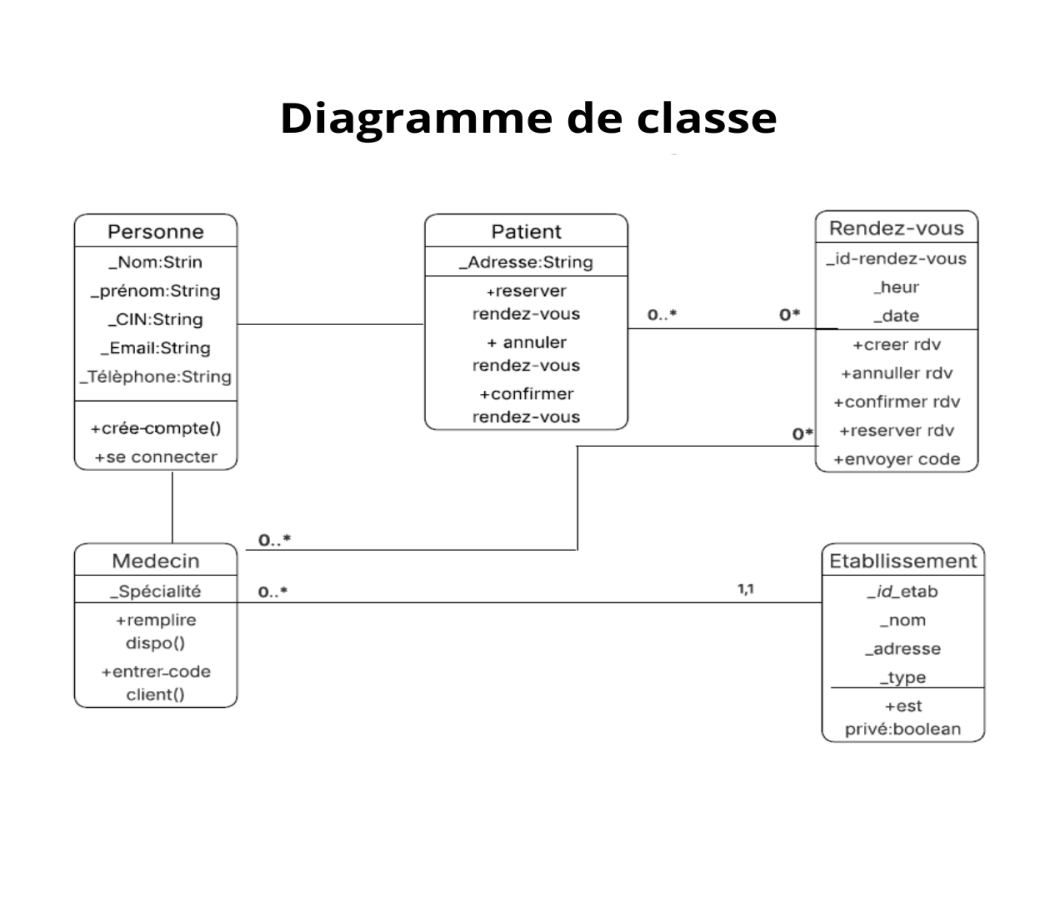 Diagramme de classe
Personne
_Nom:Strin
_prénom:String
_CIN:String
_Email:String
_Télèphone:String
+crée-compte()
+se connecter
Patient
_Adresse:String
+reserver
rendez-vous
+ annuler
rendez-vous
+confirmer
rendez-vous
0..*
0*
Rendez-vous
_id-rendez-vous
_heur
_date
+creer rdv
+annuller rdv
+confirmer rdv
+reserver rdv
+envoyer code
0*
0..*
Medecin
_Spécialité
+remplire
dispo()
+entrer-code
client()
0..*
1,1
Etabllissement
_id_etab
_nom
_adresse
_type
+est
privé:boolean